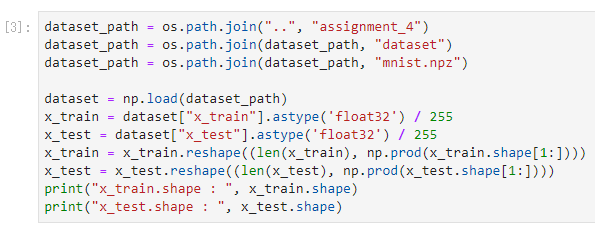 [3]:
dataset_path = os.path.join("..", "assignment_4")
dataset_path = os.path.join(dataset_path, "dataset")
dataset_path = os.path.join(dataset_path, "mnist.npz")
dataset = np.load(dataset_path)
x_train = dataset["x_train"].astype('float32') / 255
x_test = dataset["x_test"].astype('float32') / 255
x_train = x_train.reshape((len(x_train), np.prod(x_train.shape[1:])))
x_test = x_test.reshape((len(x_test), np.prod(x_test.shape[1:])))
print("x_train.shape : ", x_train.shape)
print("x_test.shape : ", x_test.shape)